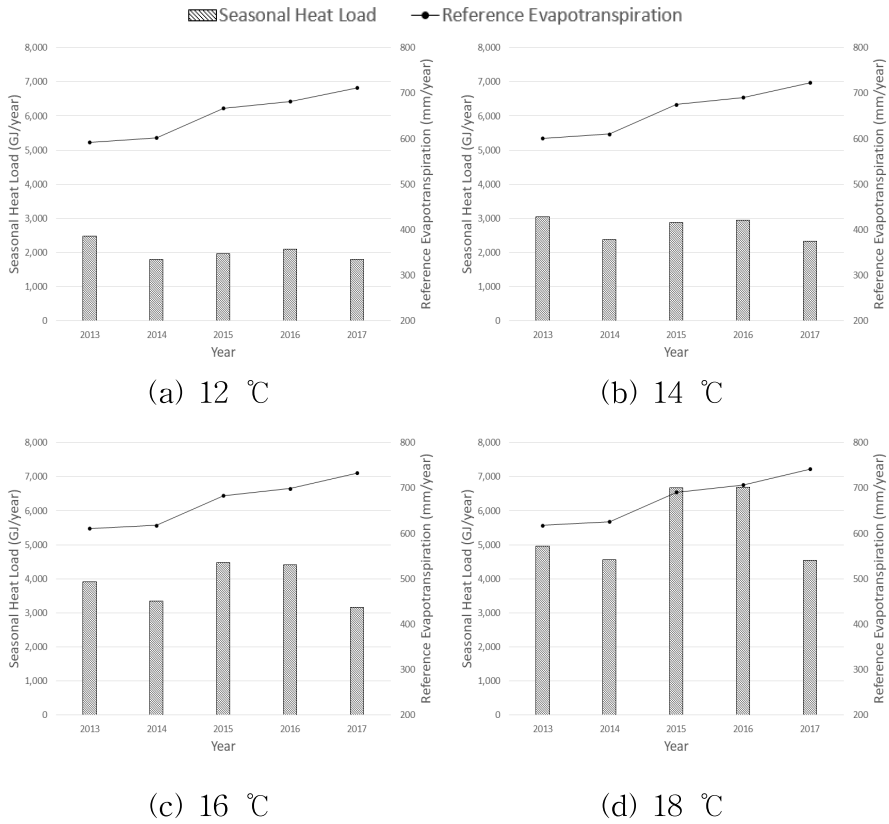 Seasonal Heat Load
Reference Evapotranspiration
8,000
7,000
6,000
5,000
4,000
3,000
2,000
1,000
0
Seasonal Heat Load (GJ/year)
800
700
600
500
400
300
200
Reference Evapotranspiration (mm/year)
2013 2014 2015 2016 2017
Year
(a) 12 ℃
8,000
7,000
6,000
5,000
4,000
3,000
2,000
1,000
0
Seasonal Heat Load (GJ/year)
800
700
600
500
400
300
200
Reference Evapotranspiration (mm/year)
2013 2014 2015 2016 2017
Year
(b) 14 ℃
8,000
7,000
6,000
5,000
4,000
3,000
2,000
1,000
0
Seasonal Heat Load (GJ/year)
800
700
600
500
400
300
200
Reference Evapotranspiration (mm/year)
2013 2014 2015 2016 2017
Year
(c) 16 ℃
8,000
7,000
6,000
5,000
4,000
3,000
2,000
1,000
0
Seasonal Heat Load (GJ/year)
800
700
600
500
400
300
200
Reference Evapotranspiration (mm/year)
2013 2014 2015 2016 2017
Year
(d) 18 ℃